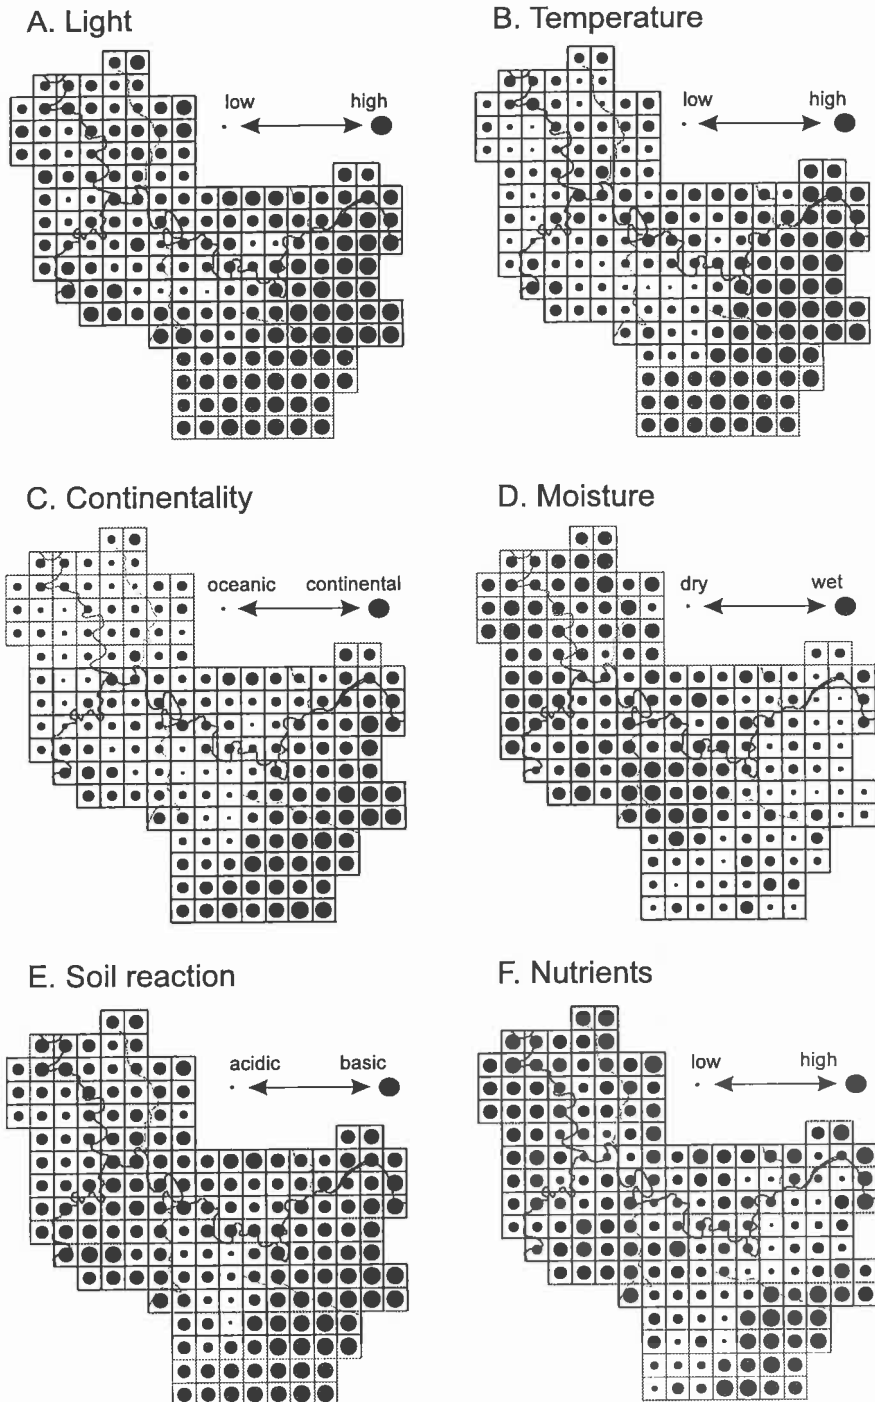 A. Light
B. Temperature
low high
low high
C. Continentality
D. Moisture
oceanic continental
dry wet
E. Soil reaction
F. Nutrients
acidic basic
low high